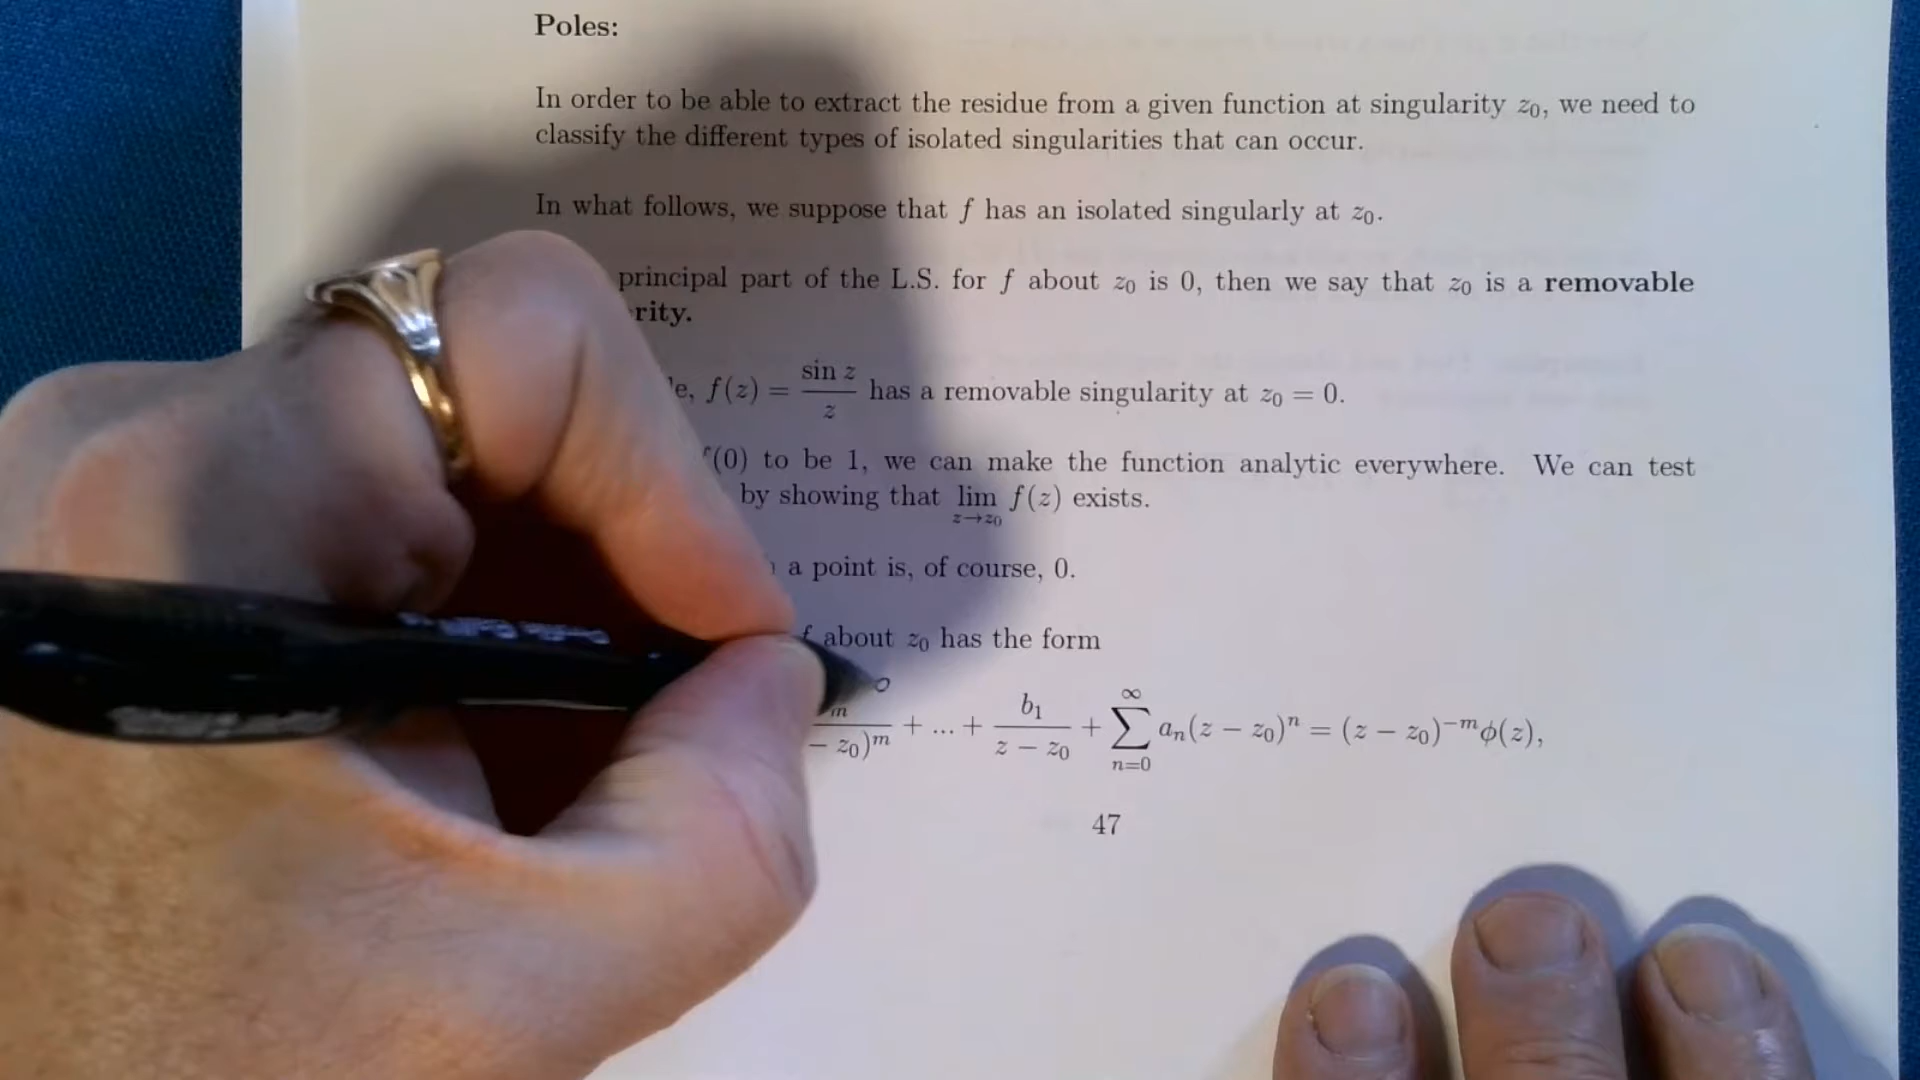 Poles:
In order to be able to extract the residue from a given function at singularity z₀, we need to
classify the different types of isolated singularities that can occur.
In what follows, we suppose that f has an isolated singularly at z₀.
principal part of the L.S. for f about z₀ is 0, then we say that z₀ is a removable
rity.
e, f(z) = sin z / z has a removable singularity at z₀ = 0.
f(0) to be 1, we can make the function analytic everywhere. We can test
by showing that lim_{z→z₀} f(z) exists.
a point is, of course, 0.
f about z₀ has the form
m / − z₀)ᵐ + ... + b₁ / z − z₀ + ∑_{n=0}^{∞} aₙ(z − z₀)ⁿ = (z − z₀)⁻ᵐϕ(z),
47